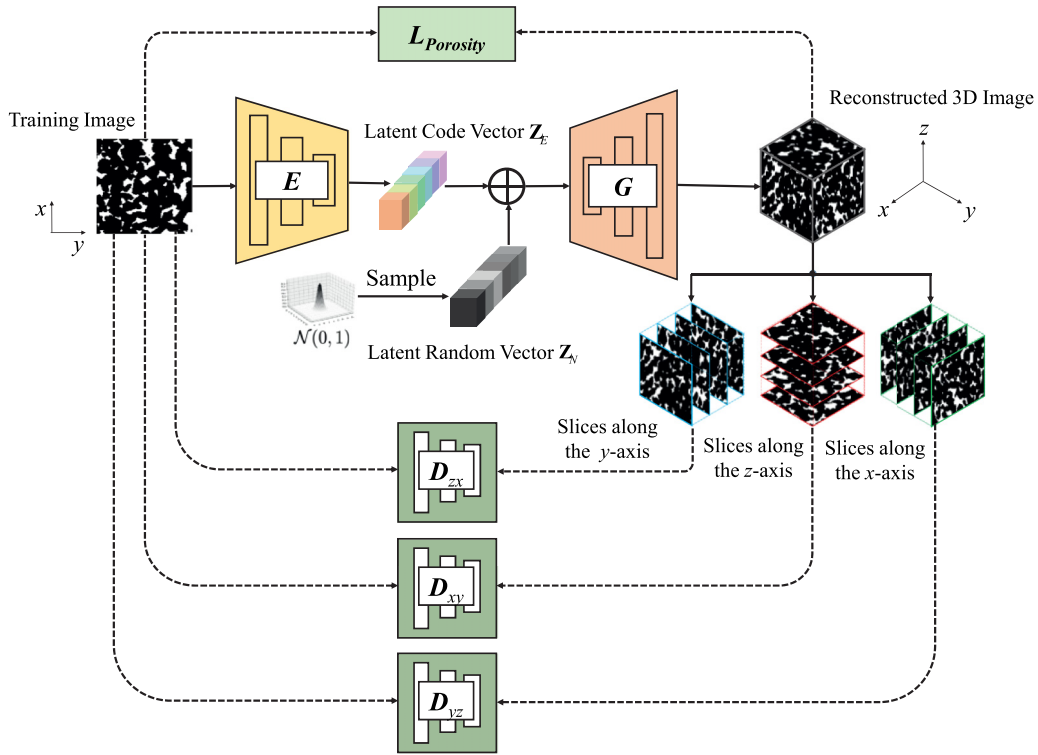 L_Porosity
Training Image
x
y
E
Latent Code Vector Z_E
G
Reconstructed 3D Image
z
x
y
Sample
𝒩(0, 1)
Latent Random Vector Z_N
Slices along
the y-axis
Slices along
the z-axis
Slices along
the x-axis
D_zx
D_xy
D_yz